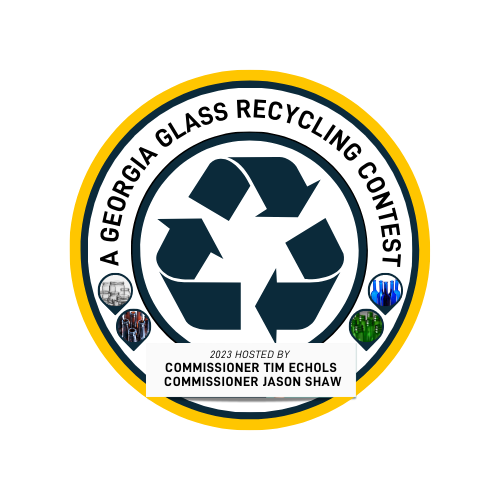 A GEORGIA GLASS RECYCLING CONTEST
2023 HOSTED BY
COMMISSIONER TIM ECHOLS
COMMISSIONER JASON SHAW